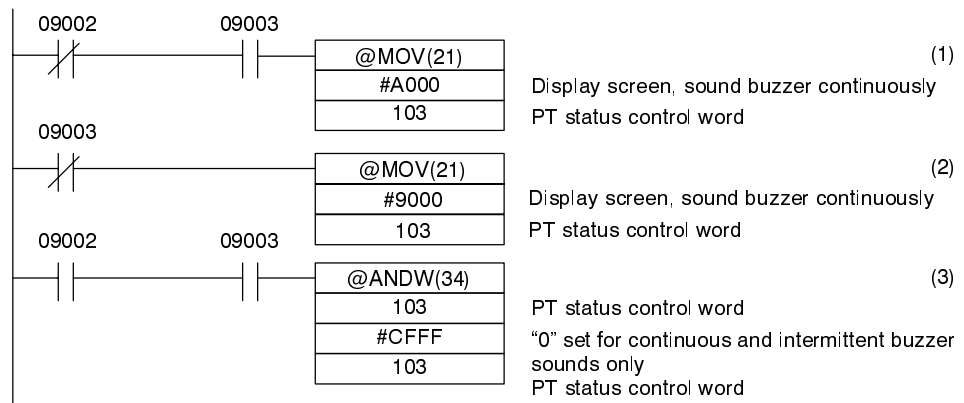 09002 09003
@MOV(21) (1)
#A000 Display screen, sound buzzer continuously
103 PT status control word
09003
@MOV(21) (2)
#9000 Display screen, sound buzzer continuously
103 PT status control word
09002 09003
@ANDW(34) (3)
103 PT status control word
#CFFF “0” set for continuous and intermittent buzzer
sounds only
103
PT status control word